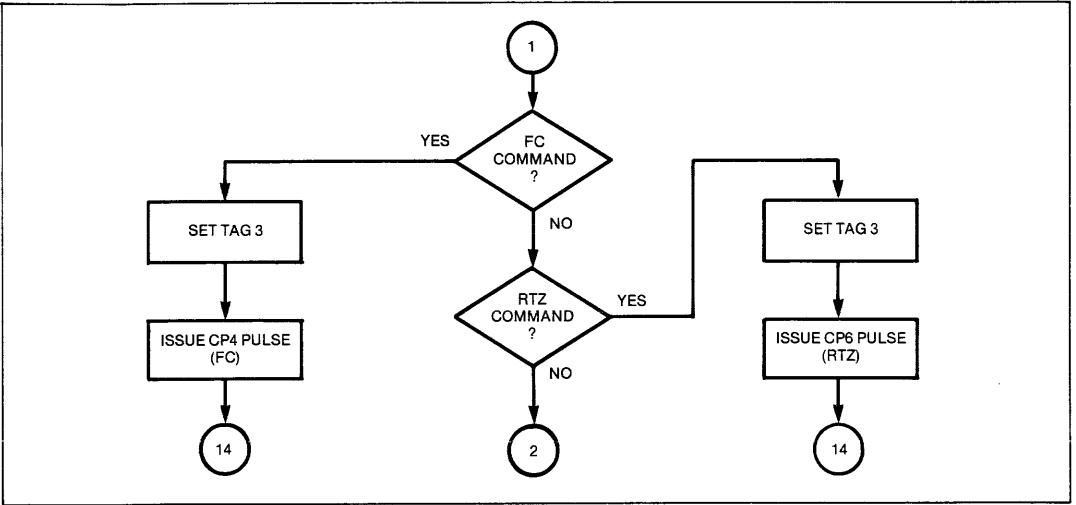 1
YES
FC
COMMAND
?
NO
SET TAG 3
SET TAG 3
RTZ
COMMAND
?
YES
NO
ISSUE CP4 PULSE
(FC)
ISSUE CP6 PULSE
(RTZ)
14
2
14